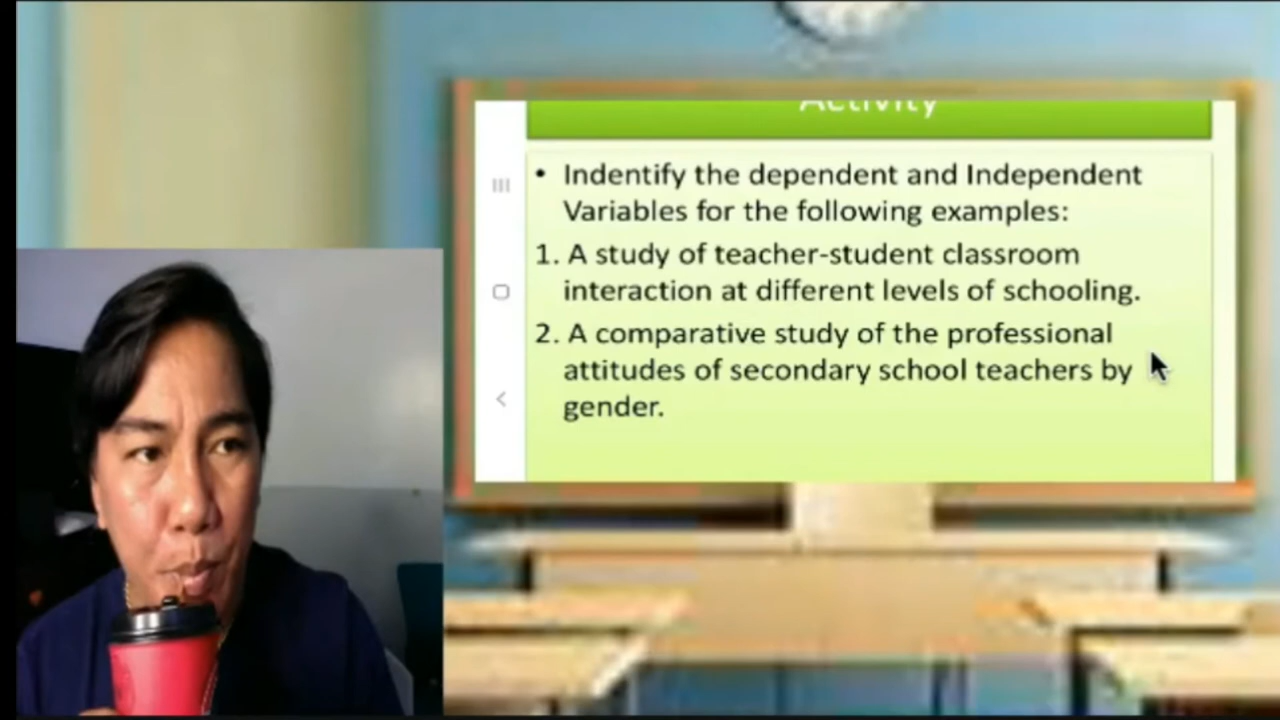 Activity
• Indentify the dependent and Independent
Variables for the following examples:
1. A study of teacher-student classroom
interaction at different levels of schooling.
2. A comparative study of the professional
attitudes of secondary school teachers by
gender.